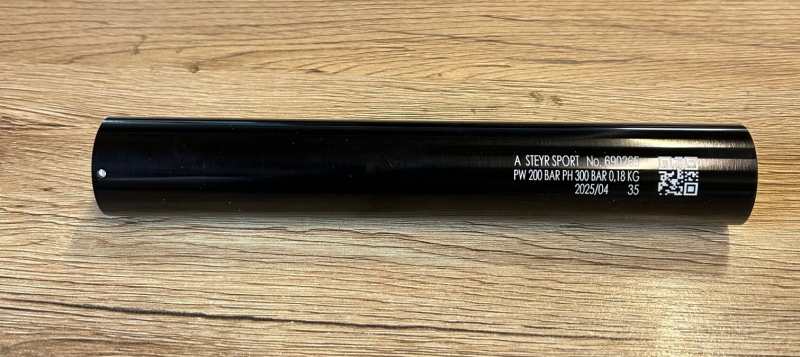 A STEYR SPORT No. 690265
PW 200 BAR PH 300 BAR 0,18 KG
2025/04 35